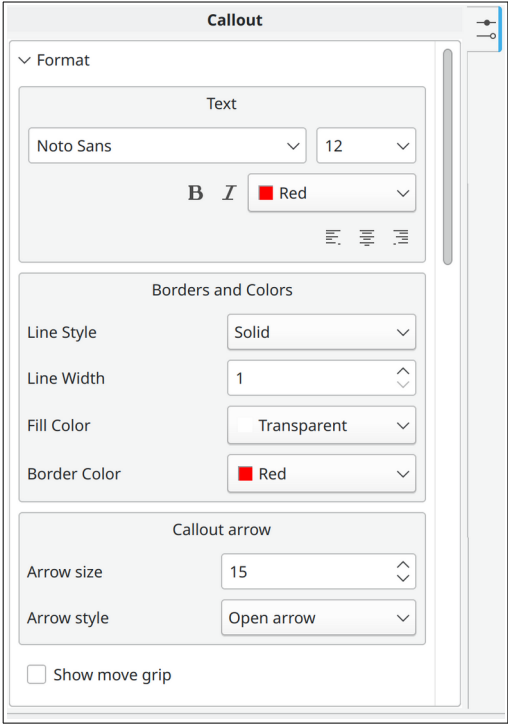 Callout
Format
Text
Noto Sans 12
B I Red
Borders and Colors
Line Style Solid
Line Width 1
Fill Color Transparent
Border Color Red
Callout arrow
Arrow size 15
Arrow style Open arrow
Show move grip